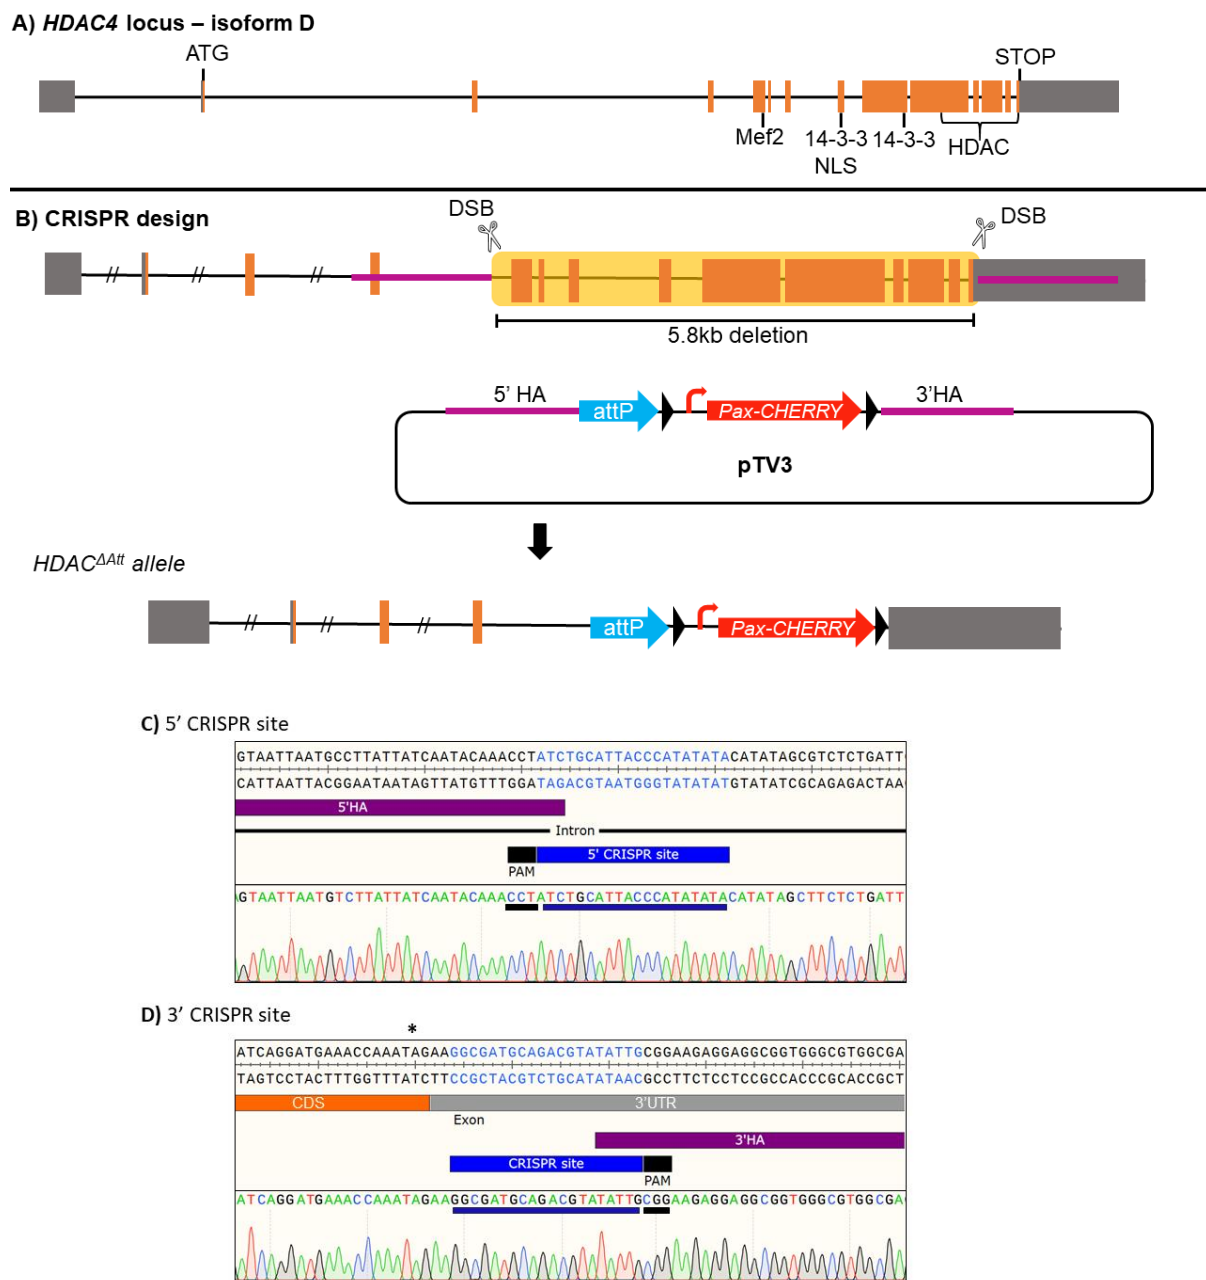 A) HDAC4 locus – isoform D
ATG
STOP
Mef2
14-3-3
14-3-3
HDAC
NLS
B) CRISPR design
DSB
DSB
5.8kb deletion
5' HA
3'HA
attP
Pax-CHERRY
pTV3
HDACΔAtt allele
attP
Pax-CHERRY
C) 5' CRISPR site
GTAATTAATGCCTTATTATCAATACAAACCTATCTGCATTACCCATATATACATATAGCGTCTCTGATT
CATTAATTACGGAATAATAGTTATGTTTGGATAGACGTAATGGGTATATATGTATATCGCAGAGACTAA
5'HA
Intron
5' CRISPR site
PAM
GTAATTAATGTCTTATTATCAATACAAACCTATCTGCATTACCCATATATACATATAGCTTCTCTGATT
D) 3' CRISPR site
*
ATCAGGATGAAACCAAATAGAAGGCGATGCAGACGTATATTGCGGAAGAGGAGGCGGTGGGCGTGGCGA
TAGTCCTACTTTGGTTTATCTTCCGCTACGTCTGCATATAACGCCTTCTCCTCCGCCACCCGCACCGCT
CDS
3'UTR
Exon
3'HA
CRISPR site
PAM
ATCAGGATGAAACCAAATAGAAGGCGATGCAGACGTATATTGCGGAAGAGGAGGCGGTGGGCGTGGCGA